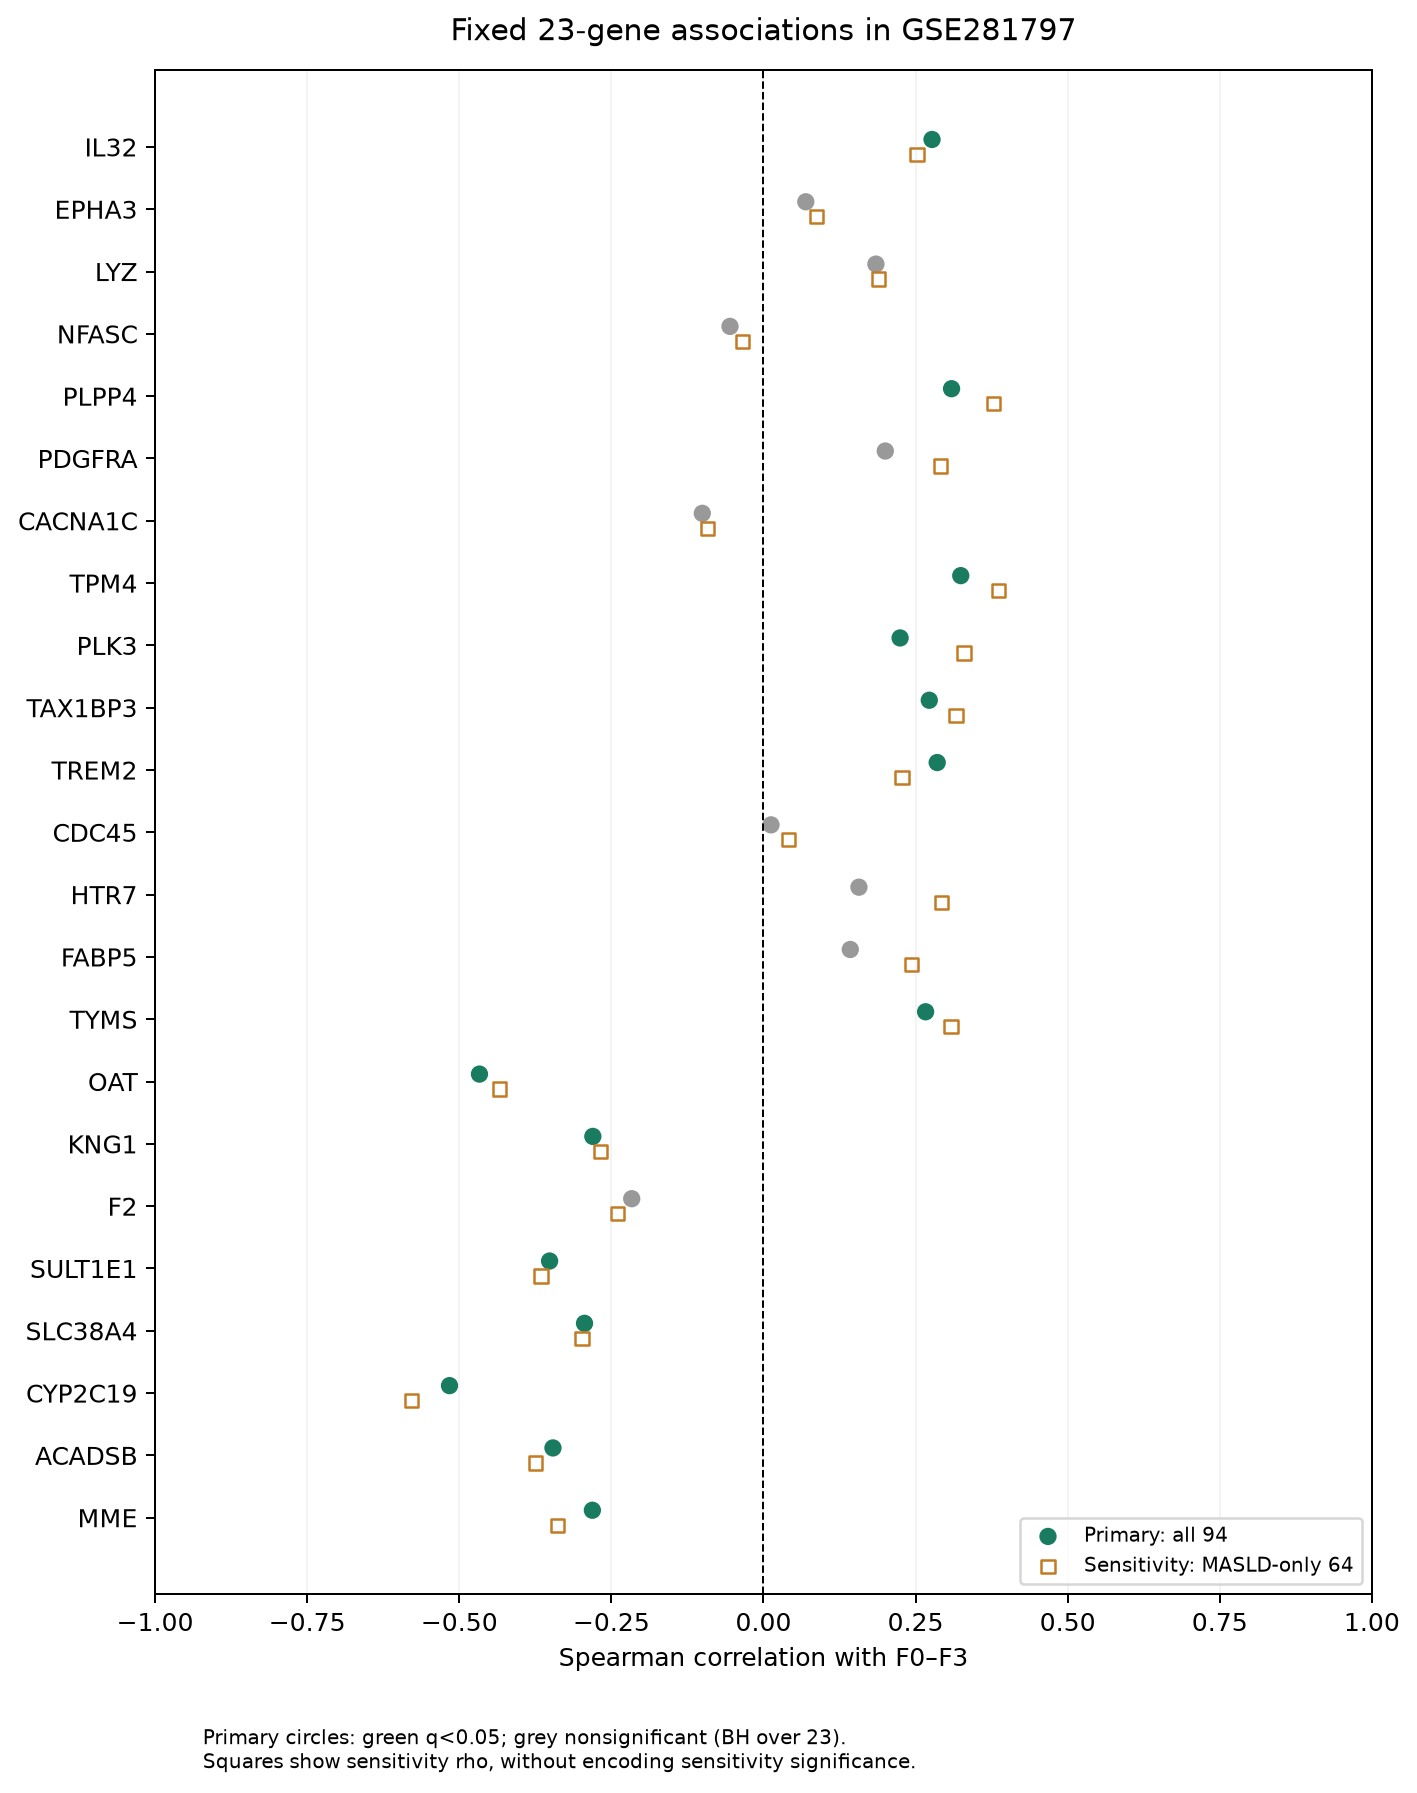 Fixed 23-gene associations in GSE281797
IL32
EPHA3
LYZ
NFASC
PLPP4
PDGFRA
CACNA1C
TPM4
PLK3
TAX1BP3
TREM2
CDC45
HTR7
FABP5
TYMS
OAT
KNG1
F2
SULT1E1
SLC38A4
CYP2C19
ACADSB
MME
Primary: all 94
Sensitivity: MASLD-only 64
−1.00 −0.75 −0.50 −0.25 0.00 0.25 0.50 0.75 1.00
Spearman correlation with F0–F3
Primary circles: green q<0.05; grey nonsignificant (BH over 23).
Squares show sensitivity rho, without encoding sensitivity significance.